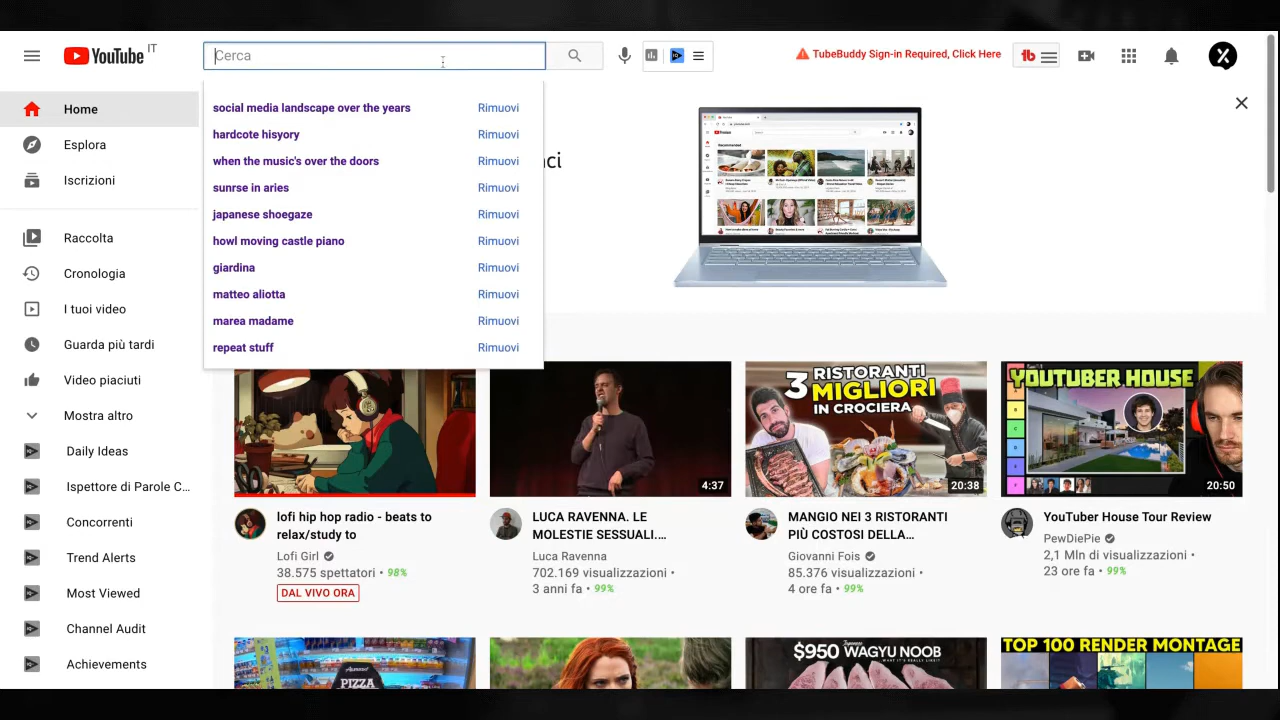 YouTube IT
Cerca
TubeBuddy Sign-in Required, Click Here
tb
social media landscape over the years Rimuovi
hardcote hisyory Rimuovi
when the music's over the doors Rimuovi
sunrse in aries Rimuovi
japanese shoegaze Rimuovi
howl moving castle piano Rimuovi
giardina Rimuovi
matteo aliotta Rimuovi
marea madame Rimuovi
repeat stuff Rimuovi
nci
Home
Esplora
Iscrizioni
Raccolta
Cronologia
I tuoi video
Guarda più tardi
Video piaciuti
Mostra altro
Daily Ideas
Ispettore di Parole C...
Concorrenti
Trend Alerts
Most Viewed
Channel Audit
Achievements
4:37
3 RISTORANTI
MIGLIORI
IN CROCIERA
20:38
YOUTUBER HOUSE
20:50
lofi hip hop radio - beats to
relax/study to
Lofi Girl
38.575 spettatori • 98%
DAL VIVO ORA
LUCA RAVENNA. LE
MOLESTIE SESSUALI....
Luca Ravenna
702.169 visualizzazioni •
3 anni fa • 99%
MANGIO NEI 3 RISTORANTI
PIÙ COSTOSI DELLA...
Giovanni Fois
85.376 visualizzazioni •
4 ore fa • 99%
YouTuber House Tour Review
PewDiePie
2,1 Mln di visualizzazioni •
23 ore fa • 99%
PIZZA
$950 WAGYU NOOB
TOP 100 RENDER MONTAGE